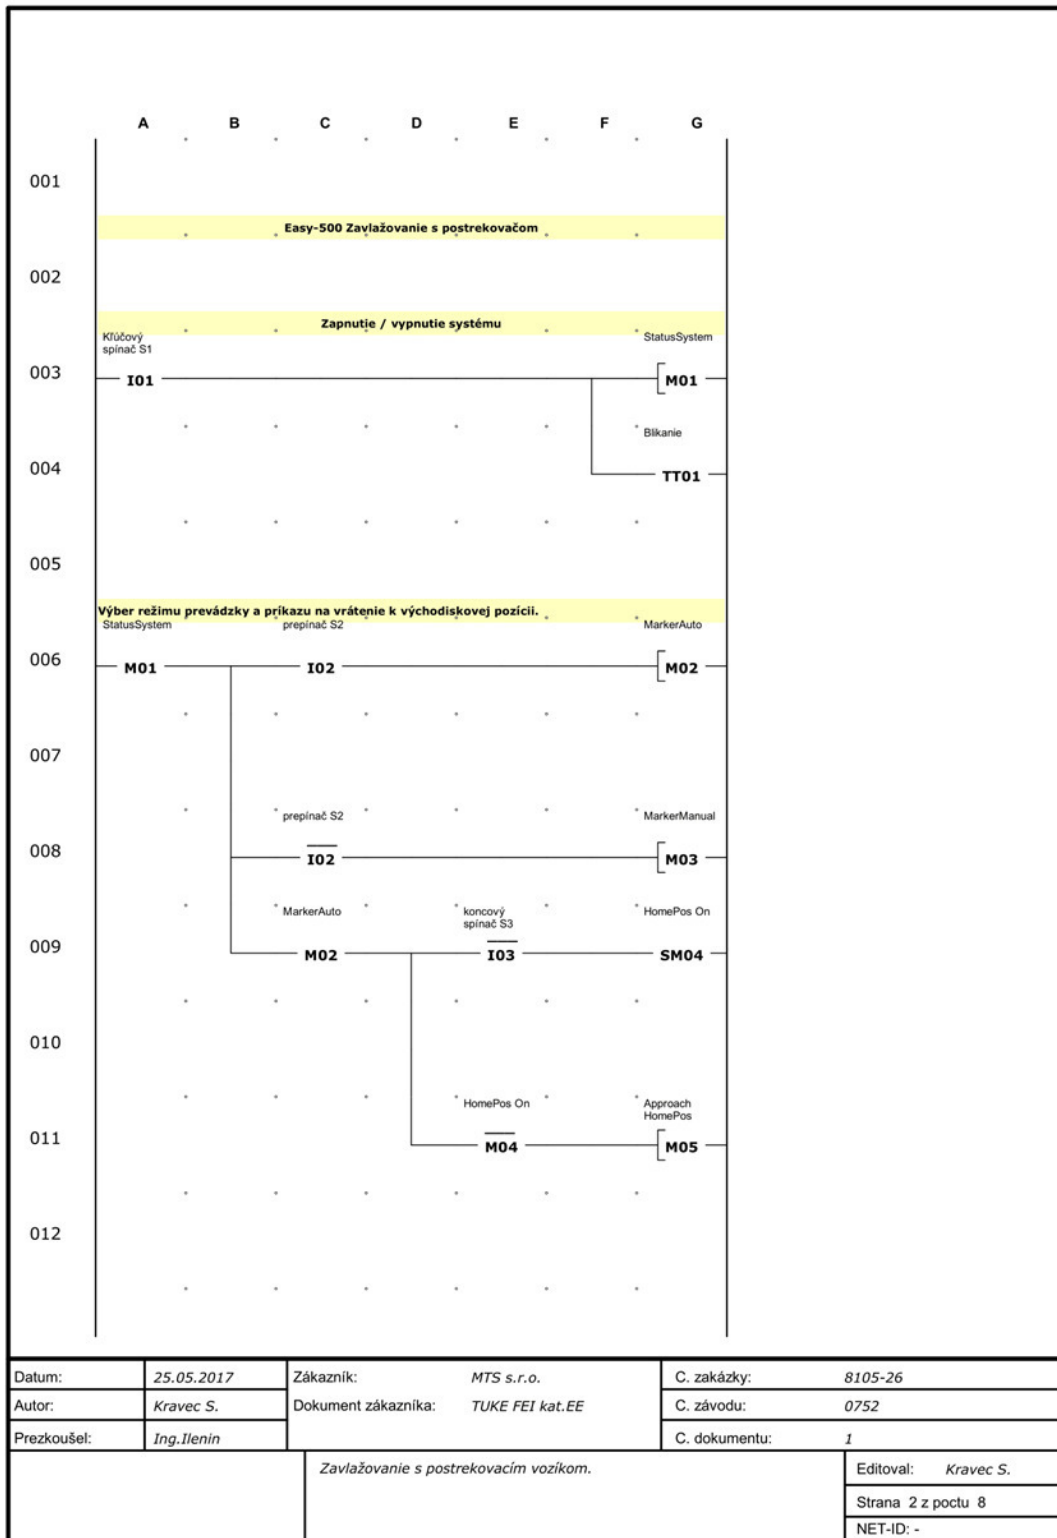 A B C D E F G
001
Easy-500 Zavlažovanie s postrekovačom
002
Zapnutie / vypnutie systému
Kľúčový
spínač S1
StatusSystem
003
I01
M01
Blikanie
004
TT01
005
Výber režimu prevádzky a príkazu na vrátenie k východiskovej pozícii.
StatusSystem
prepínač S2
MarkerAuto
006
M01
I02
M02
007
prepínač S2
MarkerManual
008
I02
M03
MarkerAuto
koncový
spínač S3
HomePos On
009
M02
I03
SM04
010
HomePos On
Approach
HomePos
011
M04
M05
012
Datum: 25.05.2017
Zákazník: MTS s.r.o.
C. zakázky: 8105-26
Autor: Kravec S.
Dokument zákazníka: TUKE FEI kat.EE
C. závodu: 0752
Prezkoušel: Ing.Ilenin
C. dokumentu: 1
Zavlažovanie s postrekovacím vozíkom.
Editoval: Kravec S.
Strana 2 z poctu 8
NET-ID: -